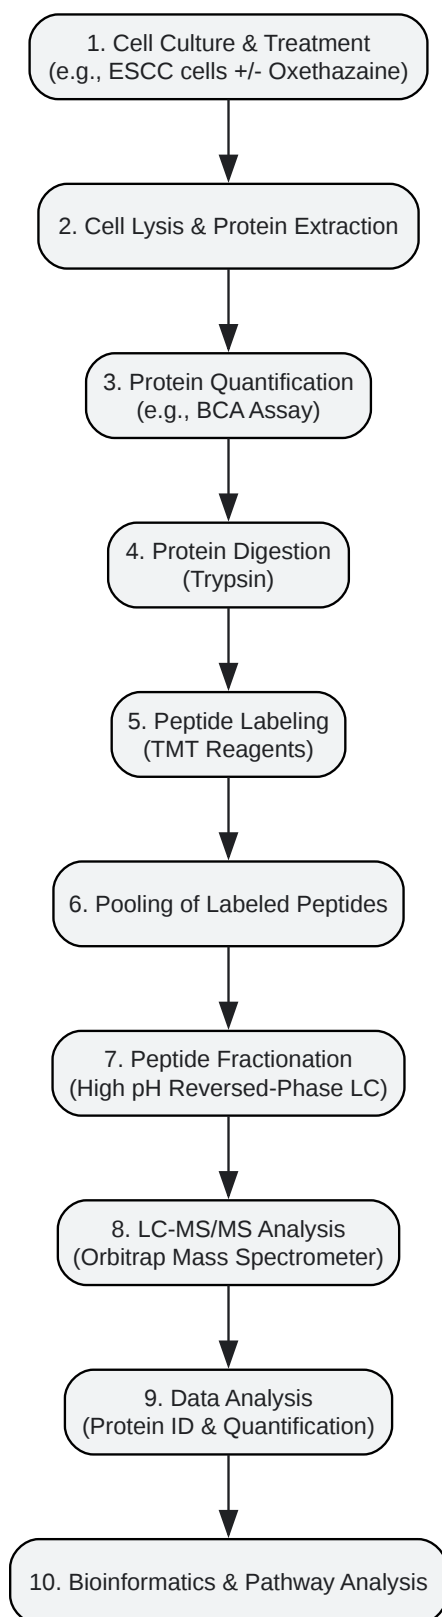 1. Cell Culture & Treatment
(e.g., ESCC cells +/- Oxethazaine)
2. Cell Lysis & Protein Extraction
3. Protein Quantification
(e.g., BCA Assay)
4. Protein Digestion
(Trypsin)
5. Peptide Labeling
(TMT Reagents)
6. Pooling of Labeled Peptides
7. Peptide Fractionation
(High pH Reversed-Phase LC)
8. LC-MS/MS Analysis
(Orbitrap Mass Spectrometer)
9. Data Analysis
(Protein ID & Quantification)
10. Bioinformatics & Pathway Analysis